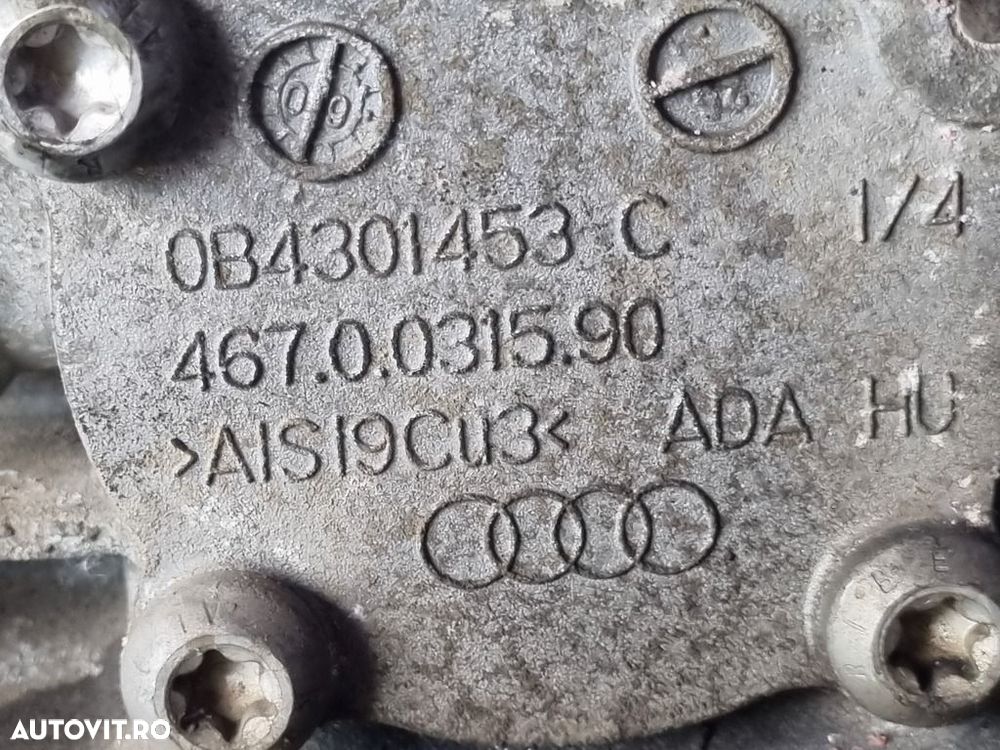 0B4301453 C 1/4
467.0.0315.90
>AlSi9Cu3< ADA HU
AUTOVIT.RO